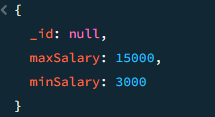 {
_id: null,
maxSalary: 15000,
minSalary: 3000
}